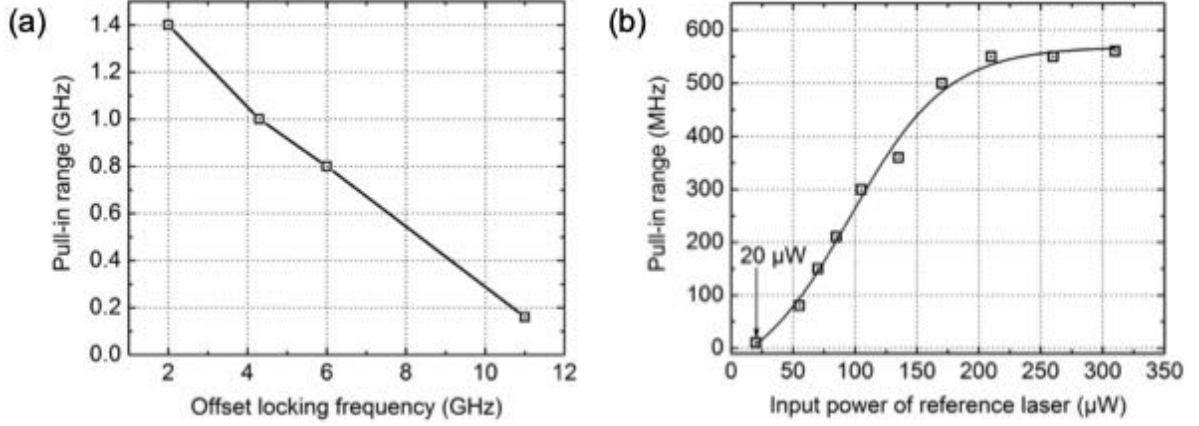 (a)
Pull-in range (GHz)
1.4
1.2
1.0
0.8
0.6
0.4
0.2
0.0
2 4 6 8 10 12
Offset locking frequency (GHz)
(b)
Pull-in range (MHz)
600
500
400
300
200
100
0
20 µW
0 50 100 150 200 250 300 350
Input power of reference laser (µW)